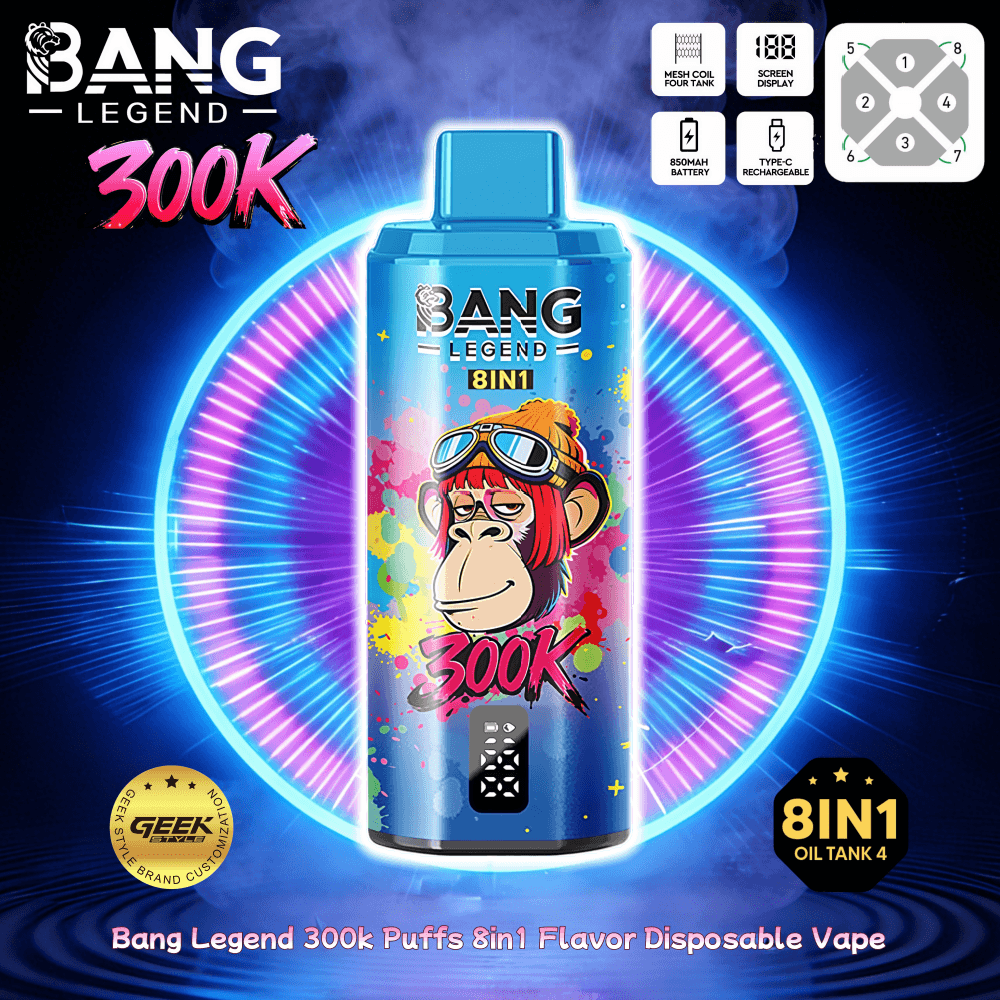 BANG
LEGEND
300K
MESH COIL
FOUR TANK
SCREEN
DISPLAY
850MAH
BATTERY
TYPE-C
RECHARGEABLE
5 1 8
2 4
6 3 7
BANG
LEGEND
8IN1
300K
GEEK STYLE BRAND CUSTOMIZATION
GEEK
STYLE
8IN1
OIL TANK 4
Bang Legend 300k Puffs 8in1 Flavor Disposable Vape